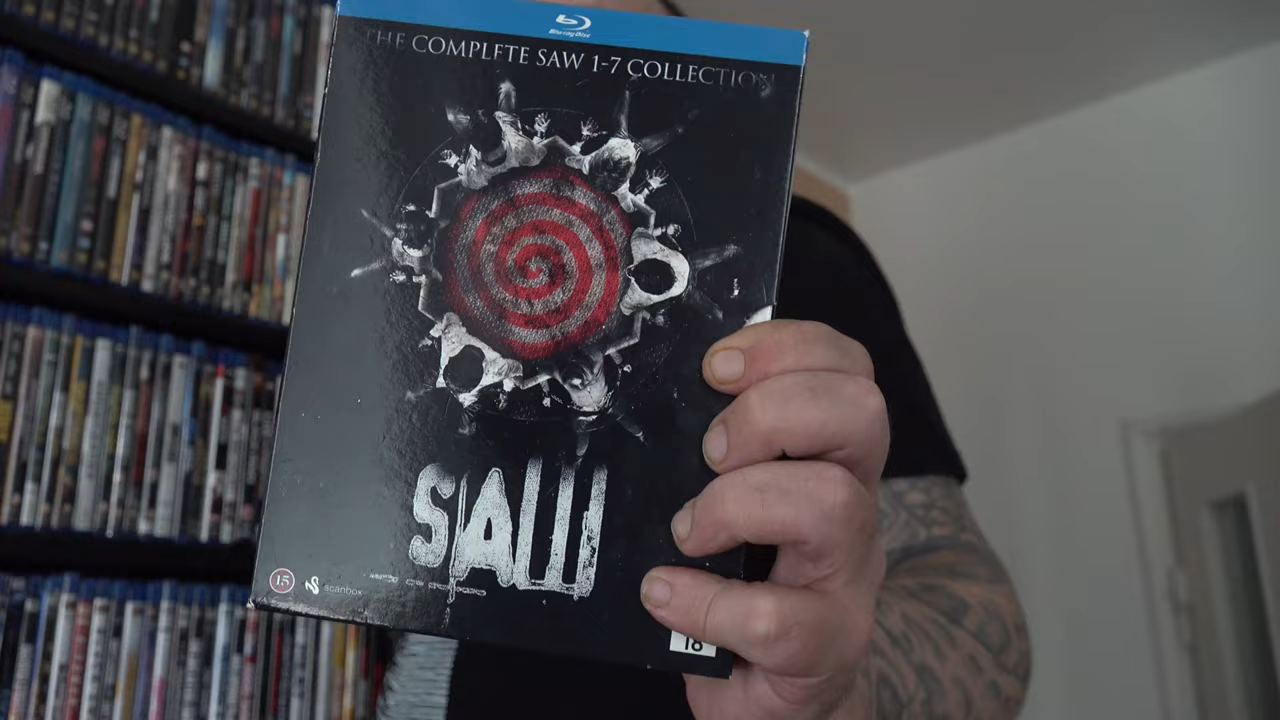 Blu-ray Disc
THE COMPLETE SAW 1-7 COLLECTION
SAW
15
scanbox
18